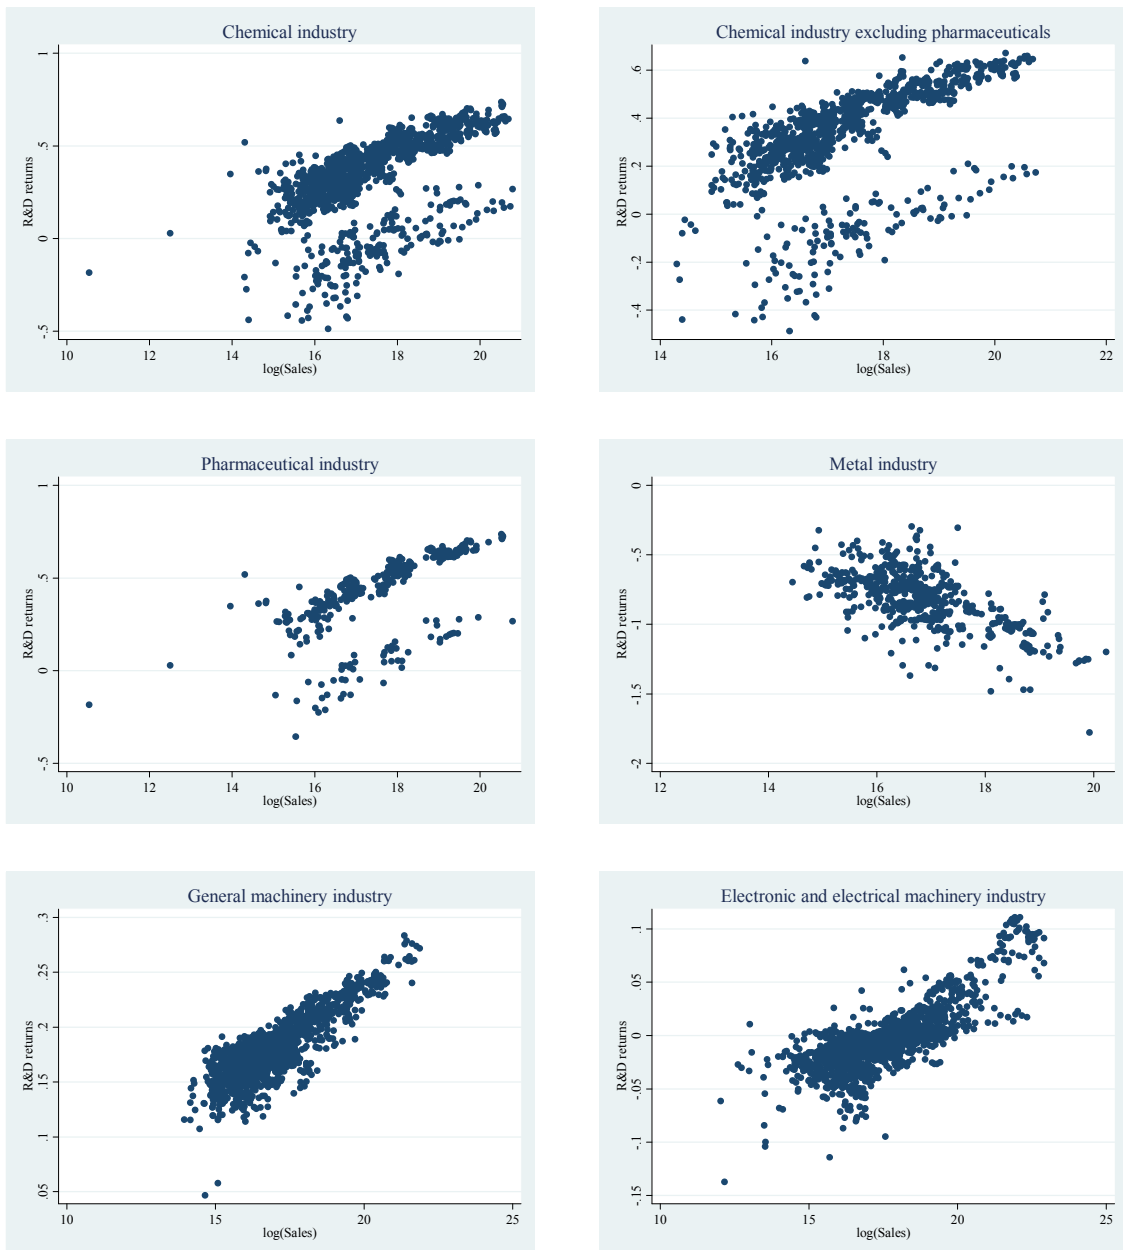 Chemical industry
R&D returns
1
.5
0
-.5
10 12 14 16 18 20
log(Sales)
Chemical industry excluding pharmaceuticals
R&D returns
.6
.4
.2
0
-.2
-.4
14 16 18 20 22
log(Sales)
Pharmaceutical industry
R&D returns
1
.5
0
-.5
10 12 14 16 18 20
log(Sales)
Metal industry
R&D returns
0
-.5
-1
-1.5
-2
12 14 16 18 20
log(Sales)
General machinery industry
R&D returns
.3
.25
.2
.15
.1
.05
10 15 20 25
log(Sales)
Electronic and electrical machinery industry
R&D returns
.1
.05
0
-.05
-.1
-.15
10 15 20 25
log(Sales)